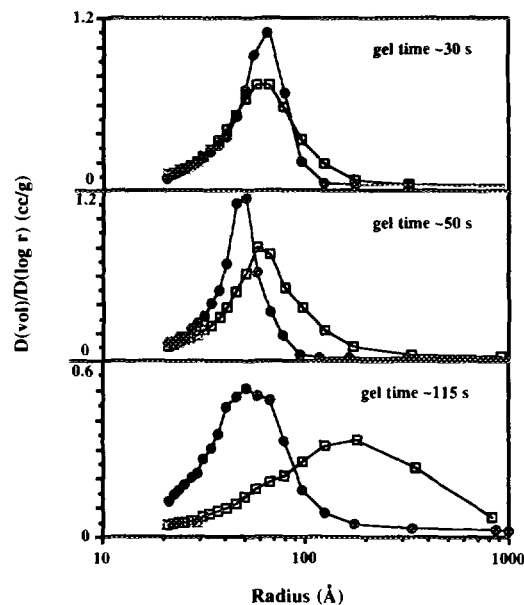 1.2
gel time ~30 s
0
1.2
gel time ~50 s
D(vol)/D(log r) (cc/g)
0
0.6
gel time ~115 s
0
10
100
1000
Radius (Å)